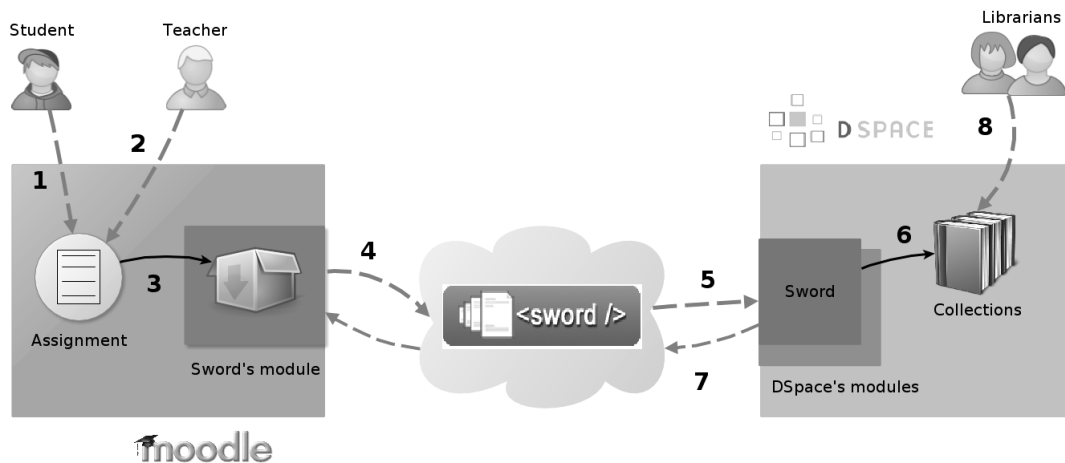 Student
Teacher
Librarians
1
2
DSPACE
8
3
4
<sword />
5
6
7
Sword
Assignment
Sword's module
Collections
DSpace's modules
moodle